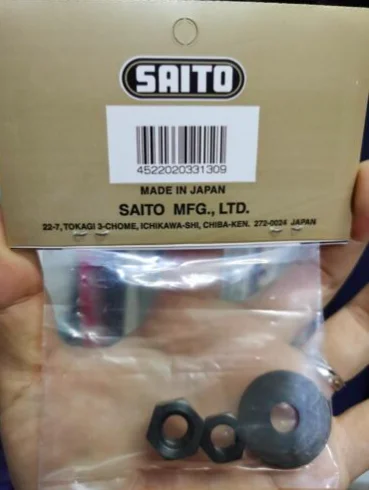 SAITO
4522020331309
MADE IN JAPAN
SAITO MFG., LTD.
22-7, TOKAGI 3-CHOME, ICHIKAWA-SHI, CHIBA-KEN. 272-0024 JAPAN